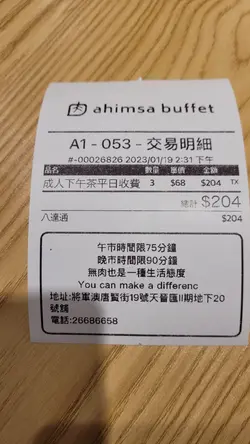 ahimsa buffet
A1 - 053 - 交易明細
#-00026826 2023/01/19 2:31 下午
品名 數量 單價 金額
成人下午茶平日收費 3 $68 $204 TX
總計 $204
八達通 $204
午市時間限75分鐘
晚市時間限90分鐘
無肉也是一種生活態度
You can make a differenc
地址:將軍澳唐賢街19號天晉匯II期地下20
號舖
電話:26686658